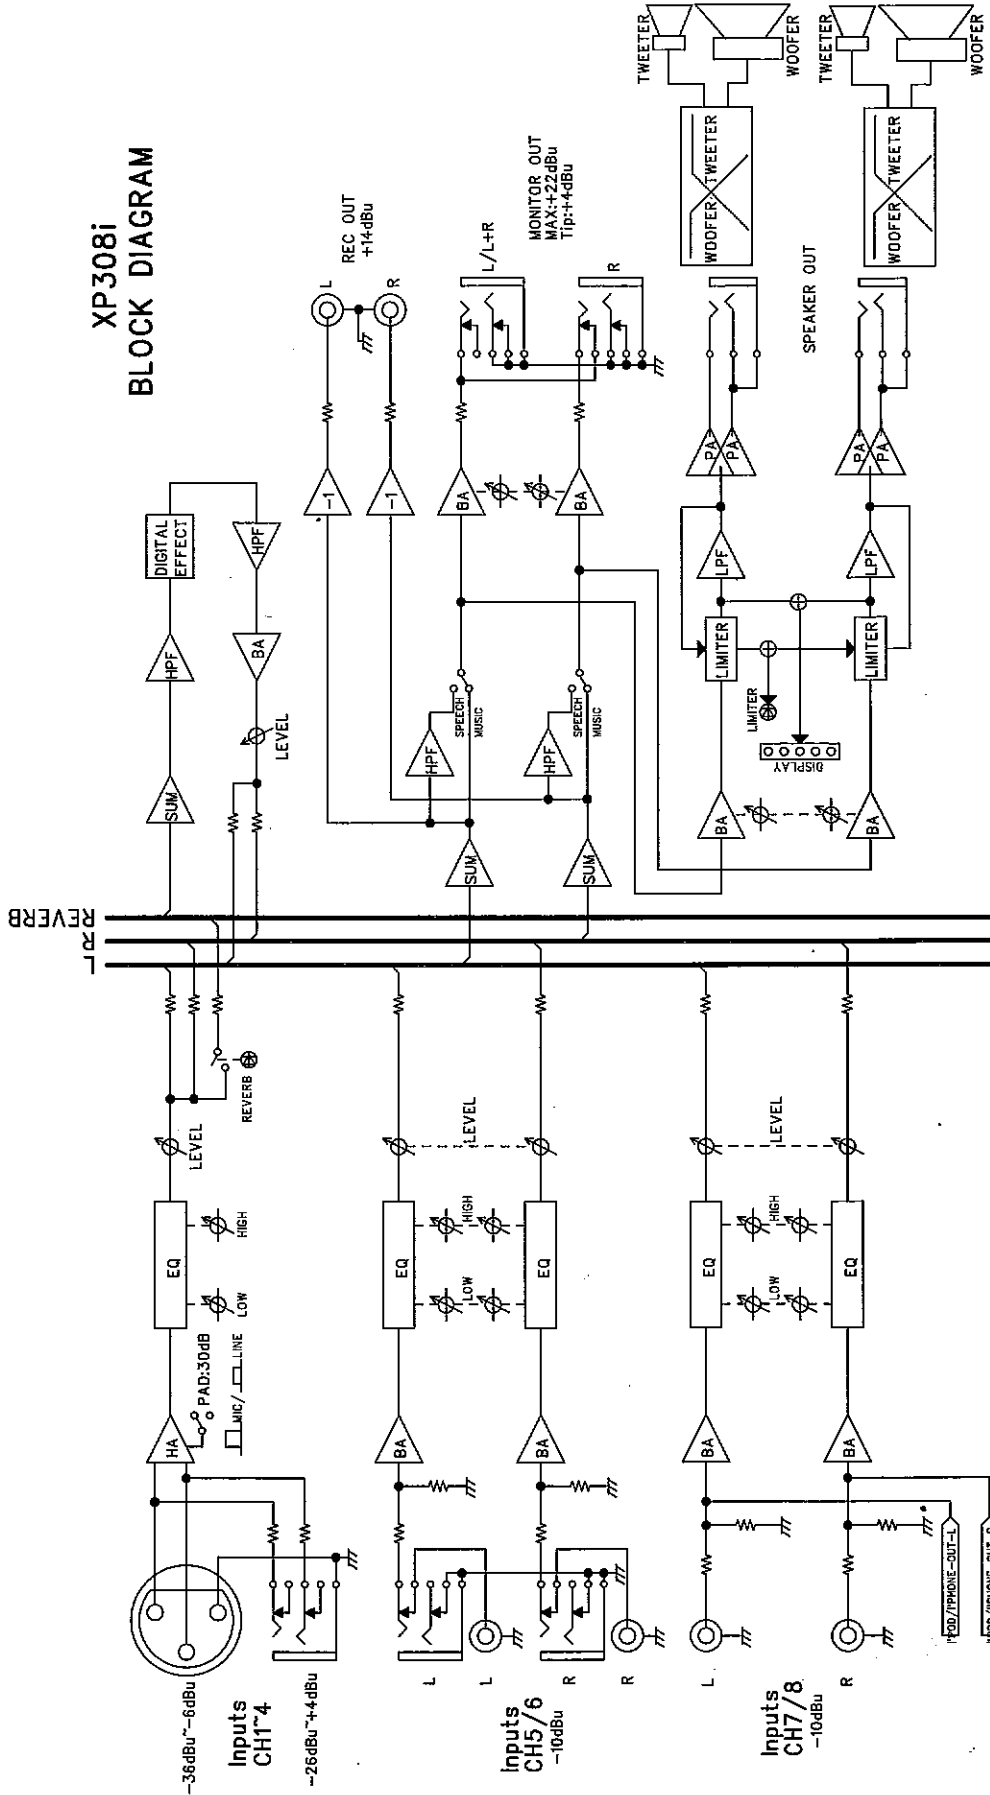 XP308i
BLOCK DIAGRAM
-36dBu~-6dBu
Inputs
CH1~4
-26dBu~+4dBu
HA
PAD:30dB
MIC/
LINE
EQ
LOW
HIGH
LEVEL
REVERB
L
R
REVERB
SUM
HPF
DIGITAL
EFFECT
HPF
BA
LEVEL
L
L
Inputs
CH5/6
-10dBu
R
R
BA
BA
EQ
EQ
LOW
HIGH
LEVEL
SUM
SUM
HPF
HPF
SPEECH
MUSIC
SPEECH
MUSIC
-1
-1
BA
BA
L
REC OUT
+14dBu
R
L/L+R
MONITOR OUT
MAX:+22dBu
Tip:+4dBu
R
L
Inputs
CH7/8
-10dBu
R
BA
BA
EQ
EQ
LOW
HIGH
LEVEL
BA
BA
LIMITER
LIMITER
LIMITER
DISPLAY
LPF
LPF
PA
PA
PA
PA
SPEAKER OUT
WOOFER
TWEETER
WOOFER
TWEETER
TWEETER
WOOFER
TWEETER
WOOFER